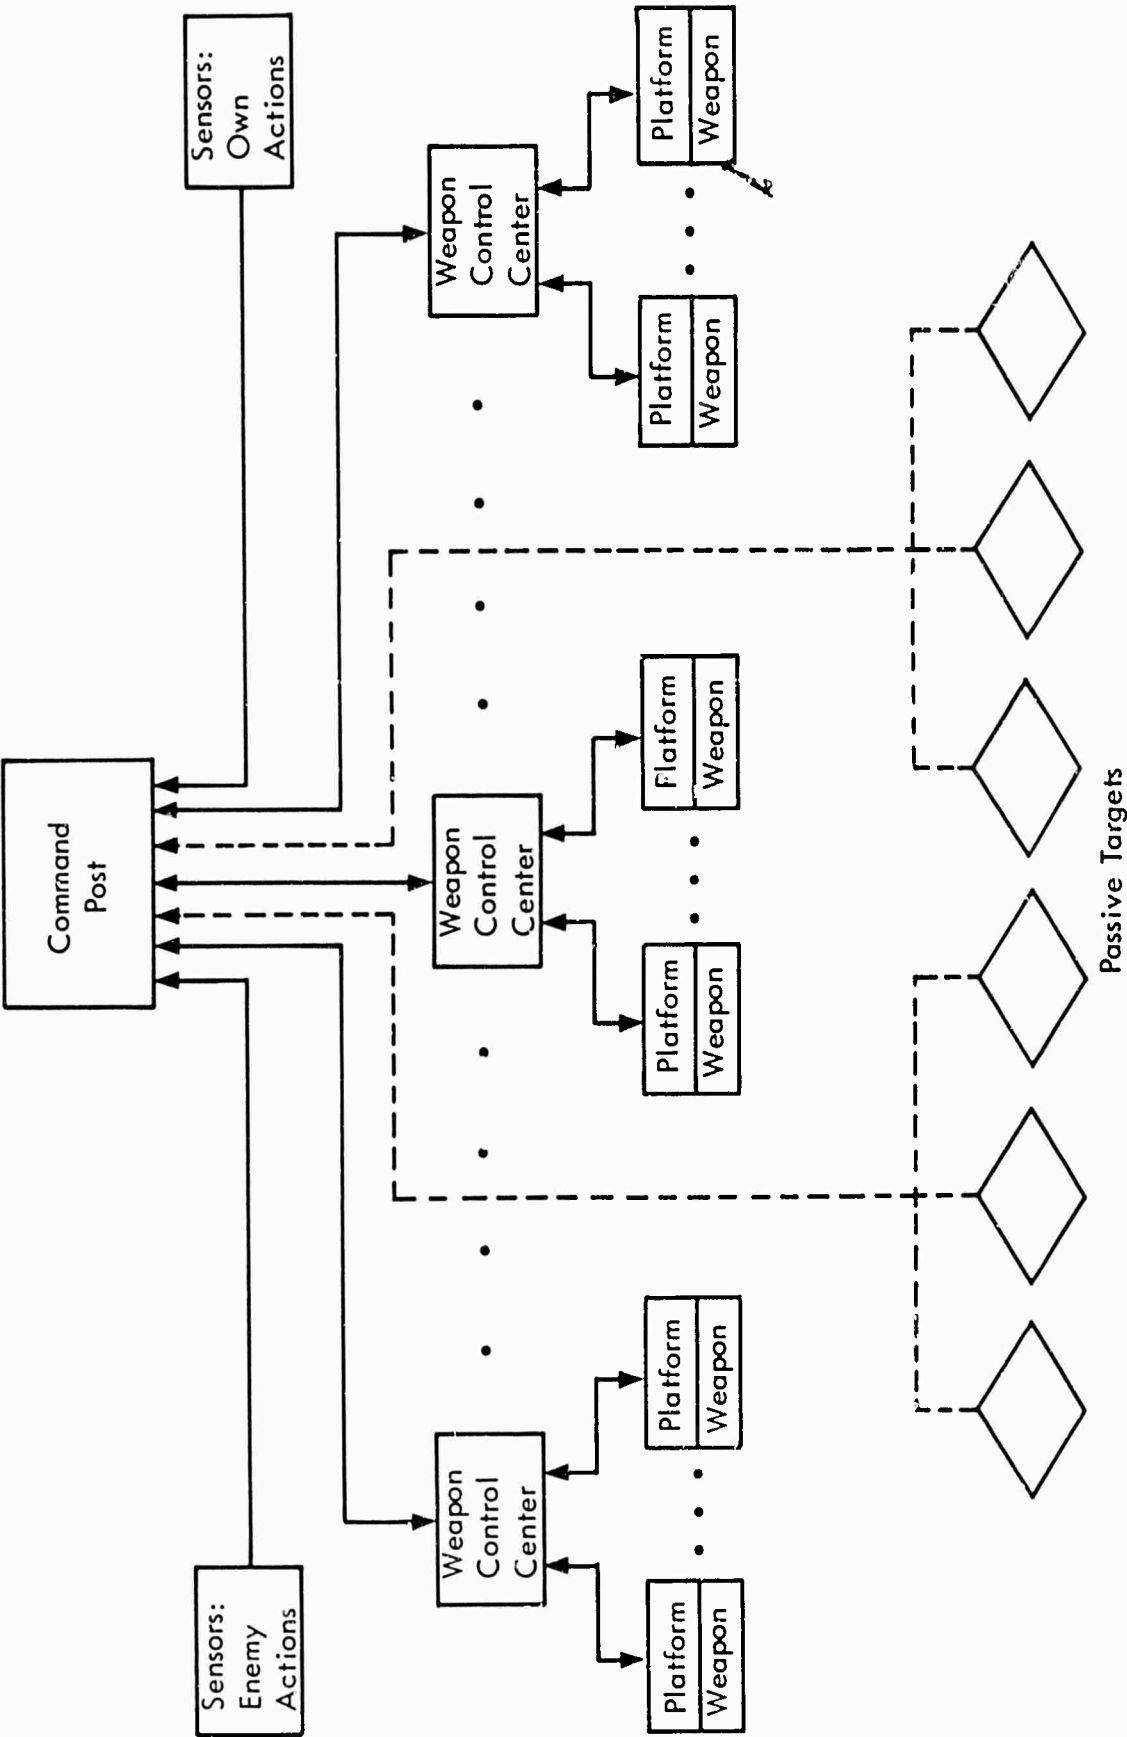 Command
Post
Sensors:
Enemy
Actions
Sensors:
Own
Actions
Weapon
Control
Center
Weapon
Control
Center
Weapon
Control
Center
Platform
Weapon
Platform
Weapon
Platform
Weapon
Platform
Weapon
Platform
Weapon
Platform
Weapon
Passive Targets